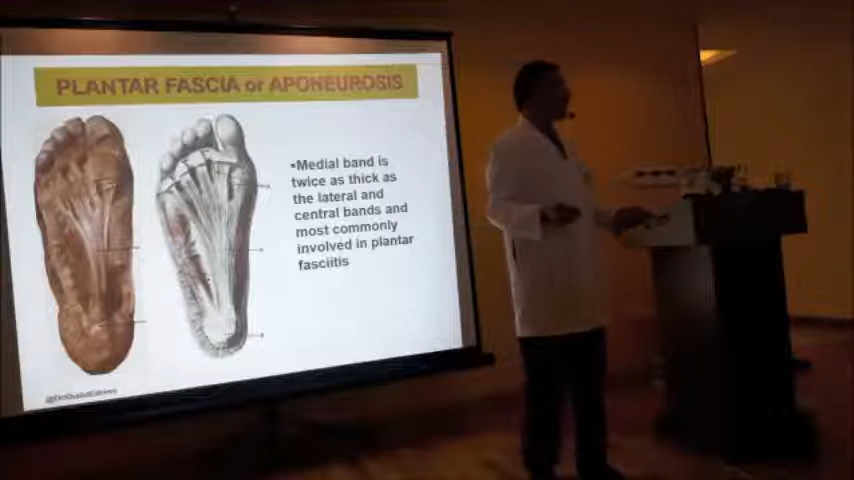 PLANTAR FASCIA or APONEUROSIS
•Medial band is
twice as thick as
the lateral and
central bands and
most commonly
involved in plantar
fasciitis